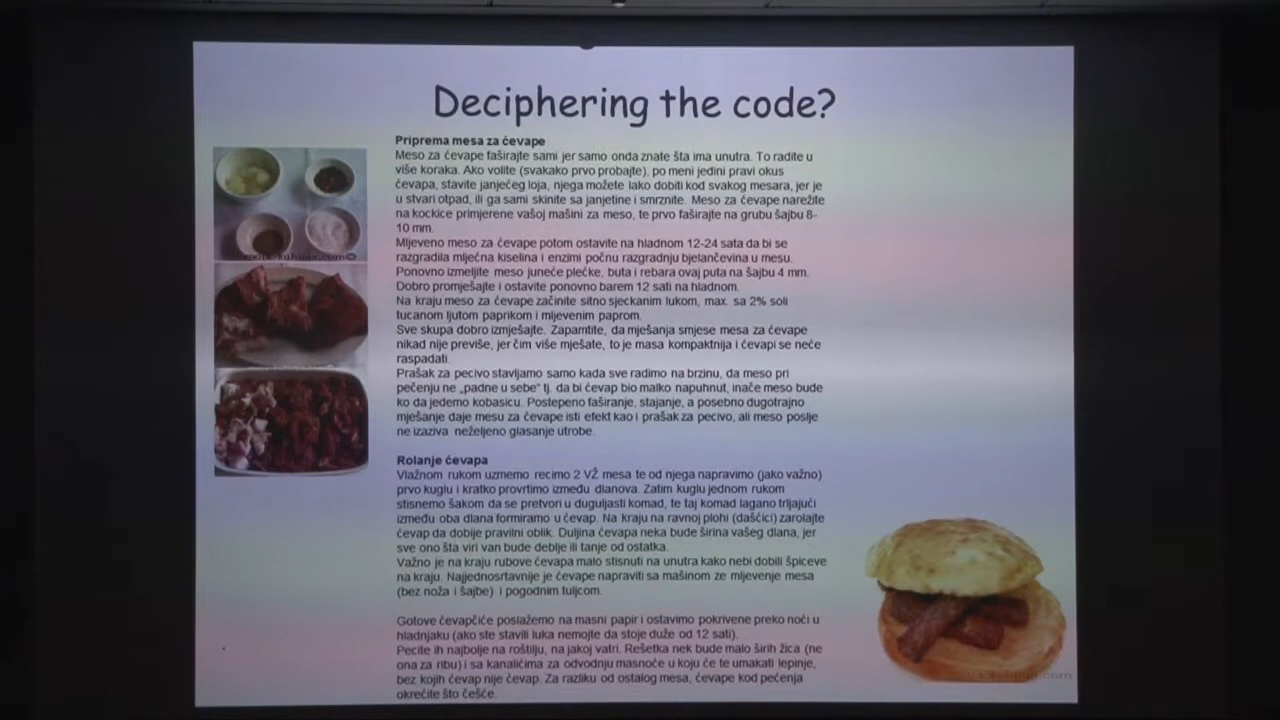 Deciphering the code?
Priprema mesa za ćevape
Meso za ćevape faširajte sami jer samo onda znate šta ima unutra. To radite u
više koraka. Ako volite (svakako prvo probajte), po meni jedini pravi okus
ćevapa, stavite janjećeg loja, njega možete lako dobiti kod svakog mesara, jer je
u stvari otpad, ili ga sami skinite sa janjetine i smrznite. Meso za ćevape narežite
na kockice primjerene vašoj mašini za meso, te prvo faširajte na grubu šajbu 8-
10 mm.
Mljeveno meso za ćevape potom ostavite na hladnom 12-24 sata da bi se
razgradila mlječna kiselina i enzimi počnu razgradnju bjelančevina u mesu.
Ponovno izmeljite meso juneće plećke, buta i rebara ovaj puta na šajbu 4 mm.
Dobro promješajte i ostavite ponovno barem 12 sati na hladnom.
Na kraju meso za ćevape začinite sitno sjeckanim lukom, max. sa 2% soli
tucanom ljutom paprikom i mljevenim paprom.
Sve skupa dobro izmješajte. Zapamtite, da mješanja smjese mesa za ćevape
nikad nije previše, jer čim više mješate, to je masa kompaktnija i ćevapi se neće
raspadati.
Prašak za pecivo stavljamo samo kada sve radimo na brzinu, da meso pri
pečenju ne „padne u sebe" tj. da bi ćevap bio malko napuhnut, inače meso bude
ko da jedemo kobasicu. Postepeno faširanje, stajanje, a posebno dugotrajno
mješanje daje mesu za ćevape isti efekt kao i prašak za pecivo, ali meso poslje
ne izaziva neželjeno glasanje utrobe.
Rolanje ćevapa
Vlažnom rukom uzmemo recimo 2 VŽ mesa te od njega napravimo (jako važno)
prvo kuglu i kratko provrtimo između dlanova. Zatim kuglu jednom rukom
stisnemo šakom da se pretvori u duguljasti komad, te taj komad lagano trljajući
između oba dlana formiramo u ćevap. Na kraju na ravnoj plohi (daščici) zarolajte
ćevap da dobije pravilni oblik. Duljina ćevapa neka bude širina vašeg dlana, jer
sve ono šta viri van bude deblje ili tanje od ostatka.
Važno je na kraju rubove ćevapa malo stisnuti na unutra kako nebi dobili špiceve
na kraju. Najjednosrtavnije je ćevape napraviti sa mašinom ze mljevenje mesa
(bez noža i šajbe) i pogodnim tuljcom.
Gotove ćevapčiće poslažemo na masni papir i ostavimo pokrivene preko noći u
hladnjaku (ako ste stavili luka nemojte da stoje duže od 12 sati).
Pecite ih najbolje na roštilju, na jakoj vatri. Rešetka nek bude malo širih žica (ne
ona za ribu) i sa kanalićima za odvodnju masnoće u koju će te umakati lepinje,
bez kojih ćevap nije ćevap. Za razliku od ostalog mesa, ćevape kod pečenja
okrećite što češće.